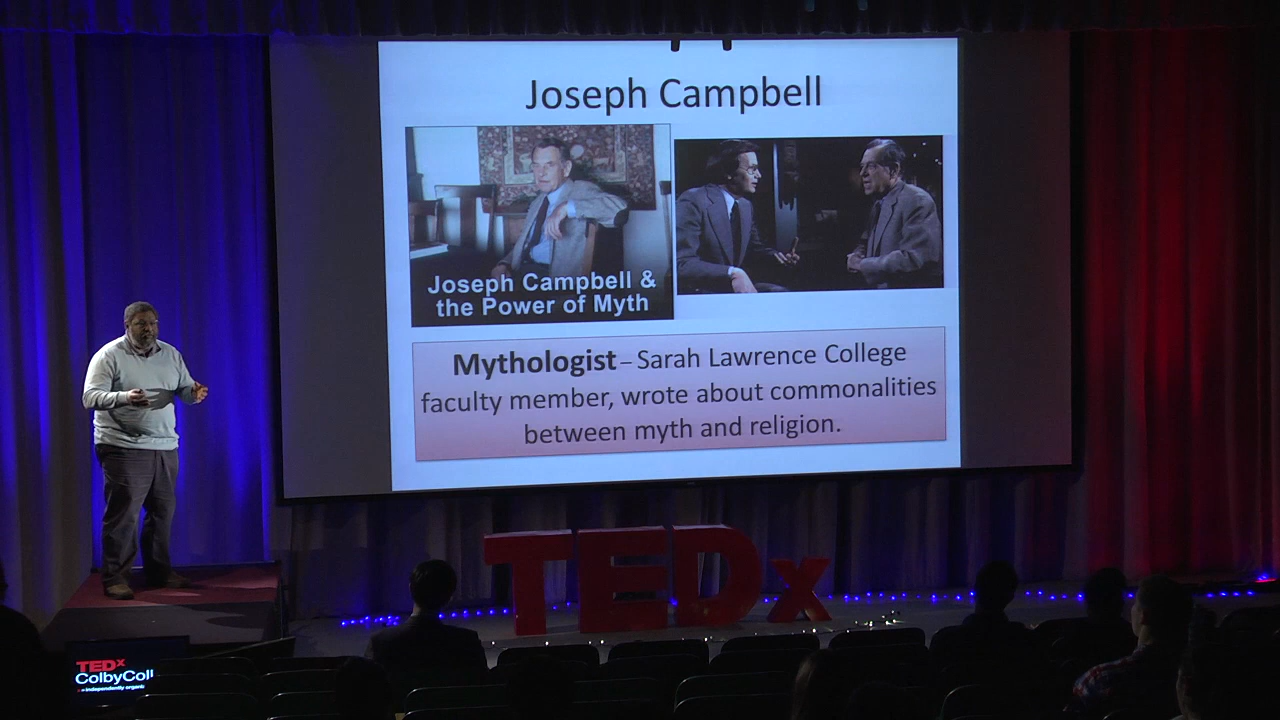 Joseph Campbell
Joseph Campbell &
the Power of Myth
Mythologist – Sarah Lawrence College
faculty member, wrote about commonalities
between myth and religion.
TEDx
TEDx
ColbyColl
independently